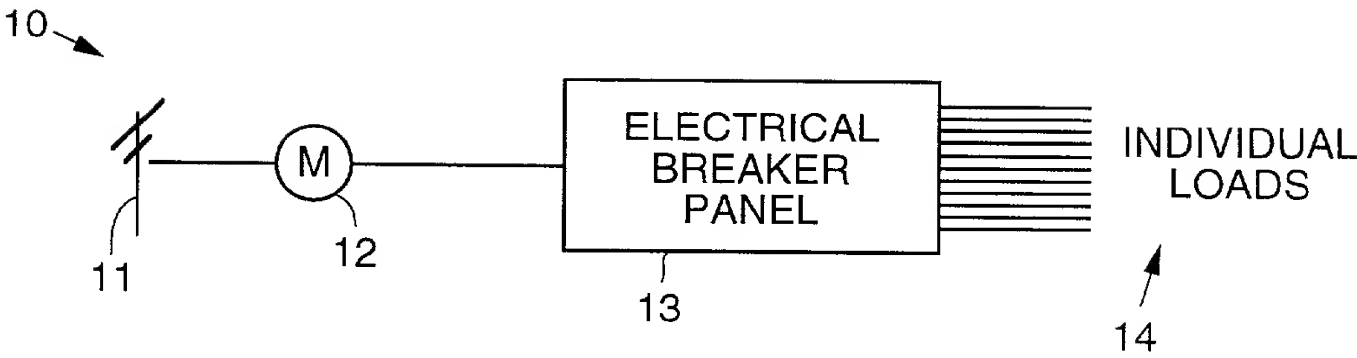 10
M
ELECTRICAL
BREAKER
PANEL
INDIVIDUAL
LOADS
11
12
13
14